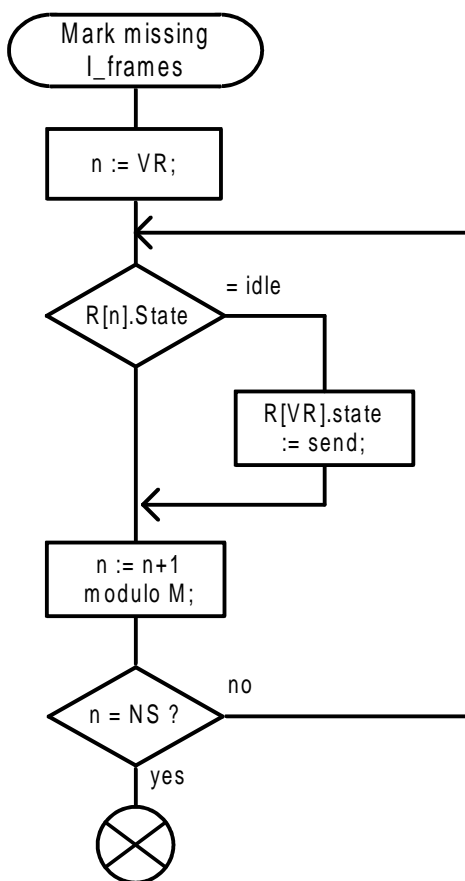 Mark missing
I_frames
n := VR;
= idle
R[n].State
R[VR].state
:= send;
n := n+1
modulo M;
no
n = NS ?
yes